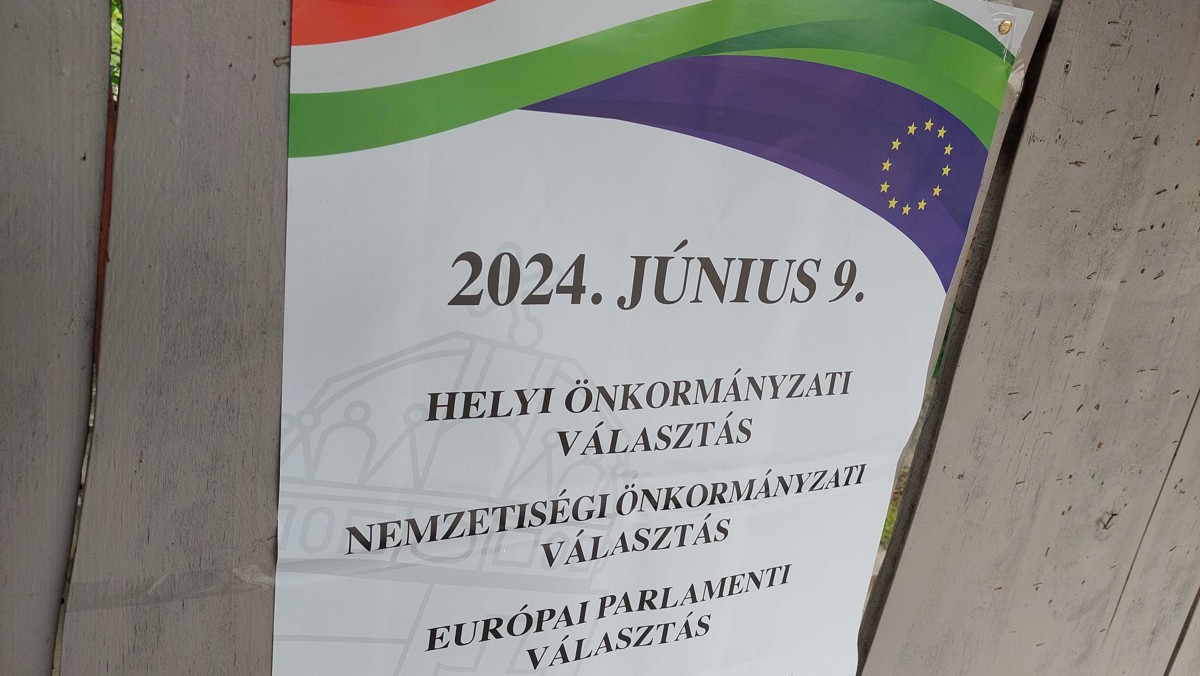 2024. JÚNIUS 9.
HELYI ÖNKORMÁNYZATI
VÁLASZTÁS
NEMZETISÉGI ÖNKORMÁNYZATI
VÁLASZTÁS
EURÓPAI PARLAMENTI
VÁLASZTÁS